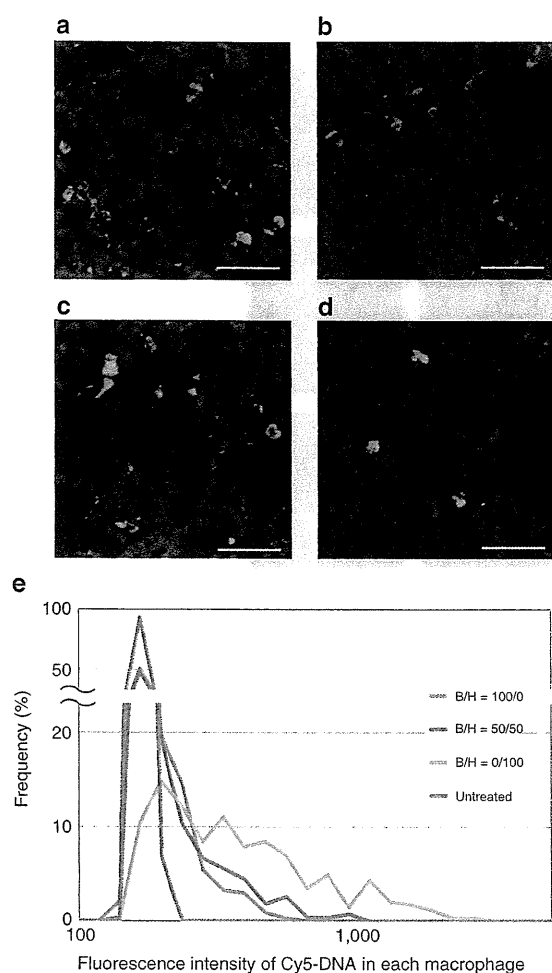 a
b
c
d
e
100
50
20
10
0
Frequency (%)
B/H = 100/0
B/H = 50/50
B/H = 0/100
Untreated
100
1,000
Fluorescence intensity of Cy5-DNA in each macrophage